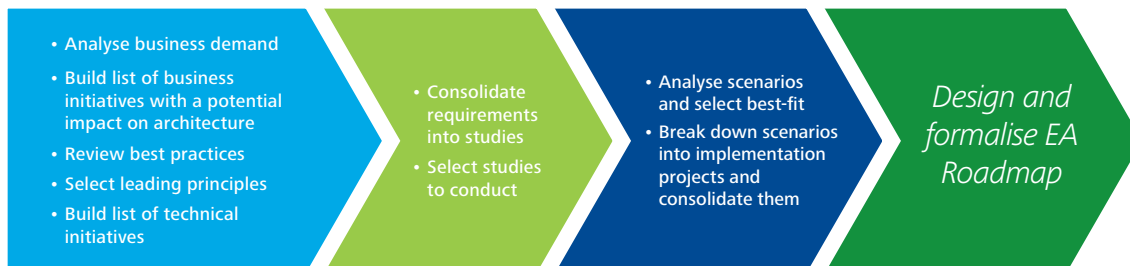 • Analyse business demand
• Build list of business
initiatives with a potential
impact on architecture
• Review best practices
• Select leading principles
• Build list of technical
initiatives
• Consolidate
requirements
into studies
• Select studies
to conduct
• Analyse scenarios
and select best-fit
• Break down scenarios
into implementation
projects and
consolidate them
Design and
formalise EA
Roadmap